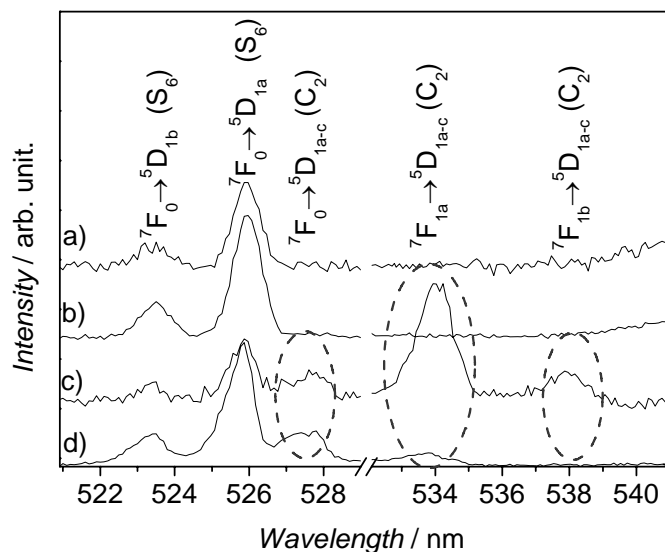 ⁷F₀→⁵D₁b (S₆)
⁷F₀→⁵D₁a (S₆)
⁷F₀→⁵D₁a-c (C₂)
⁷F₁a→⁵D₁a-c (C₂)
⁷F₁b→⁵D₁a-c (C₂)
Intensity / arb. unit.
a)
b)
c)
d)
522 524 526 528 534 536 538 540
Wavelength / nm